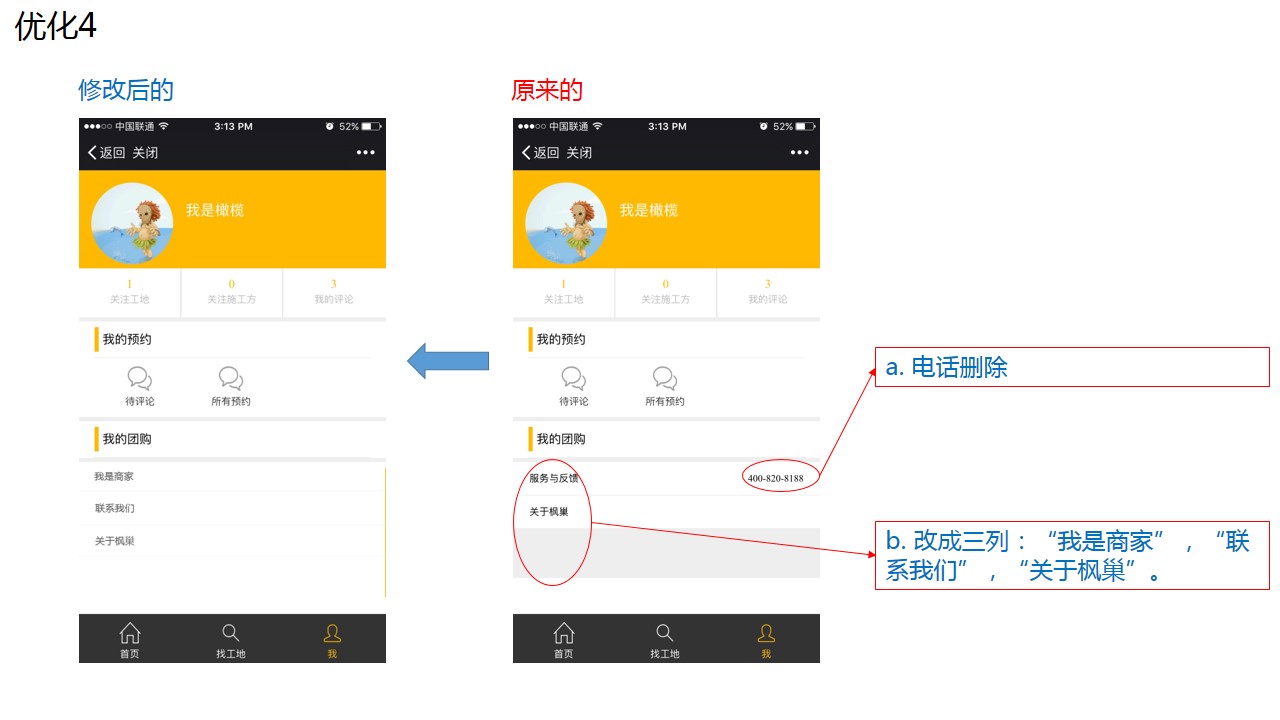 优化4
修改后的
中国联通 3:13 PM 52%
返回 关闭
我是橄榄
1 0 3
关注工地 关注施工方 我的评论
我的预约
待评论 所有预约
我的团购
我是商家
联系我们
关于枫巢
首页 找工地 我
原来的
中国联通 3:13 PM 52%
返回 关闭
我是橄榄
1 0 3
关注工地 关注施工方 我的评论
我的预约
待评论 所有预约
我的团购
服务与反馈 400-820-8188
关于枫巢
首页 找工地 我
a. 电话删除
b. 改成三列：“我是商家”，“联
系我们”，“关于枫巢”。